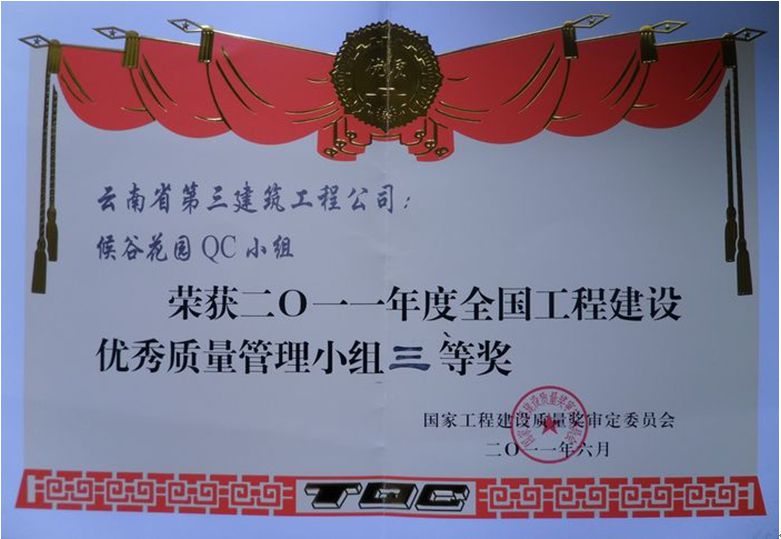 云南省第三建筑工程公司：
候谷花园QC小组
荣获二〇一一年度全国工程建设
优秀质量管理小组三等奖
国家工程建设质量奖审定委员会
二〇一一年六月
TQC